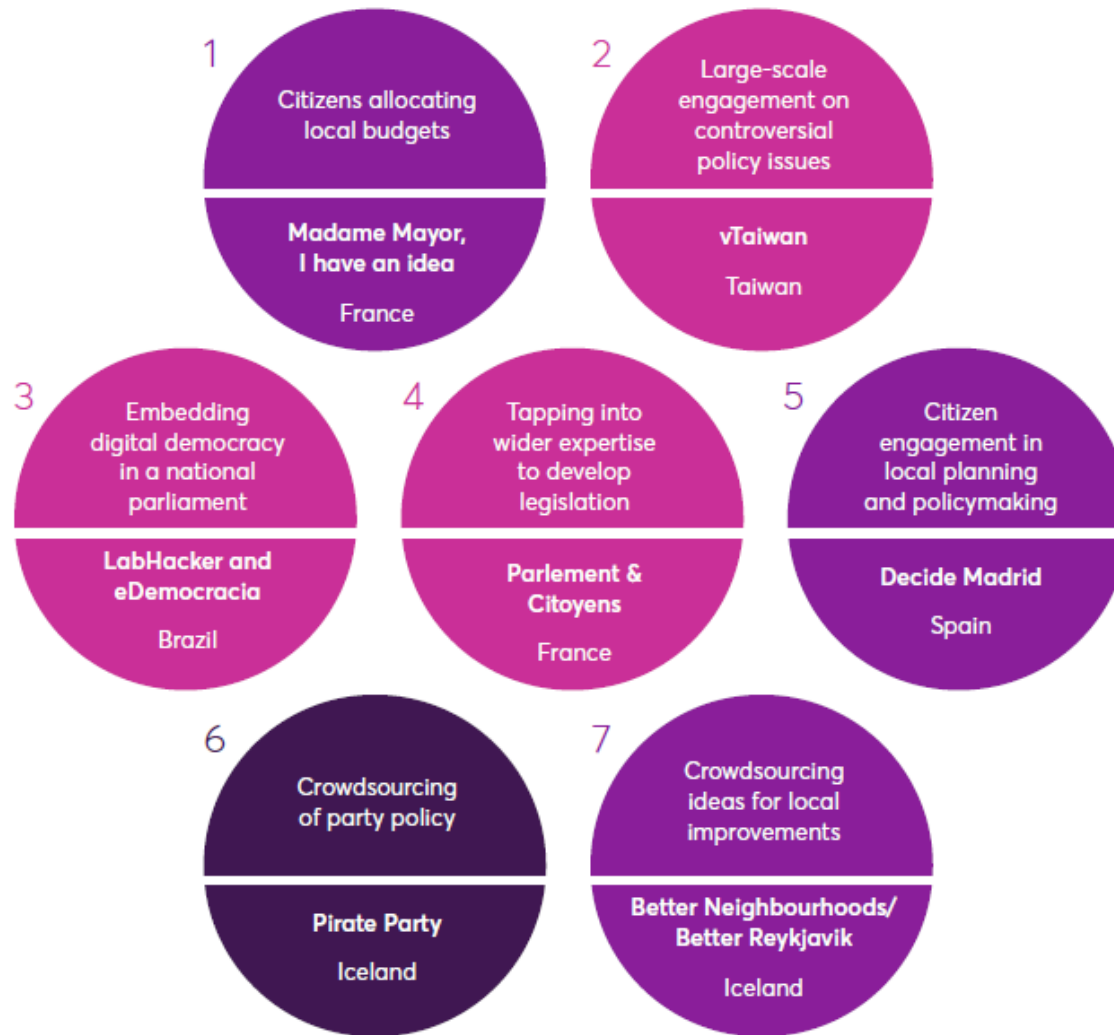 1
Citizens allocating
local budgets
Madame Mayor,
I have an idea
France
2
Large-scale
engagement on
controversial
policy issues
vTaiwan
Taiwan
3
Embedding
digital democracy
in a national
parliament
LabHacker and
eDemocracia
Brazil
4
Tapping into
wider expertise
to develop
legislation
Parlement &
Citoyens
France
5
Citizen
engagement in
local planning
and policymaking
Decide Madrid
Spain
6
Crowdsourcing
of party policy
Pirate Party
Iceland
7
Crowdsourcing
ideas for local
improvements
Better Neighbourhoods/
Better Reykjavik
Iceland